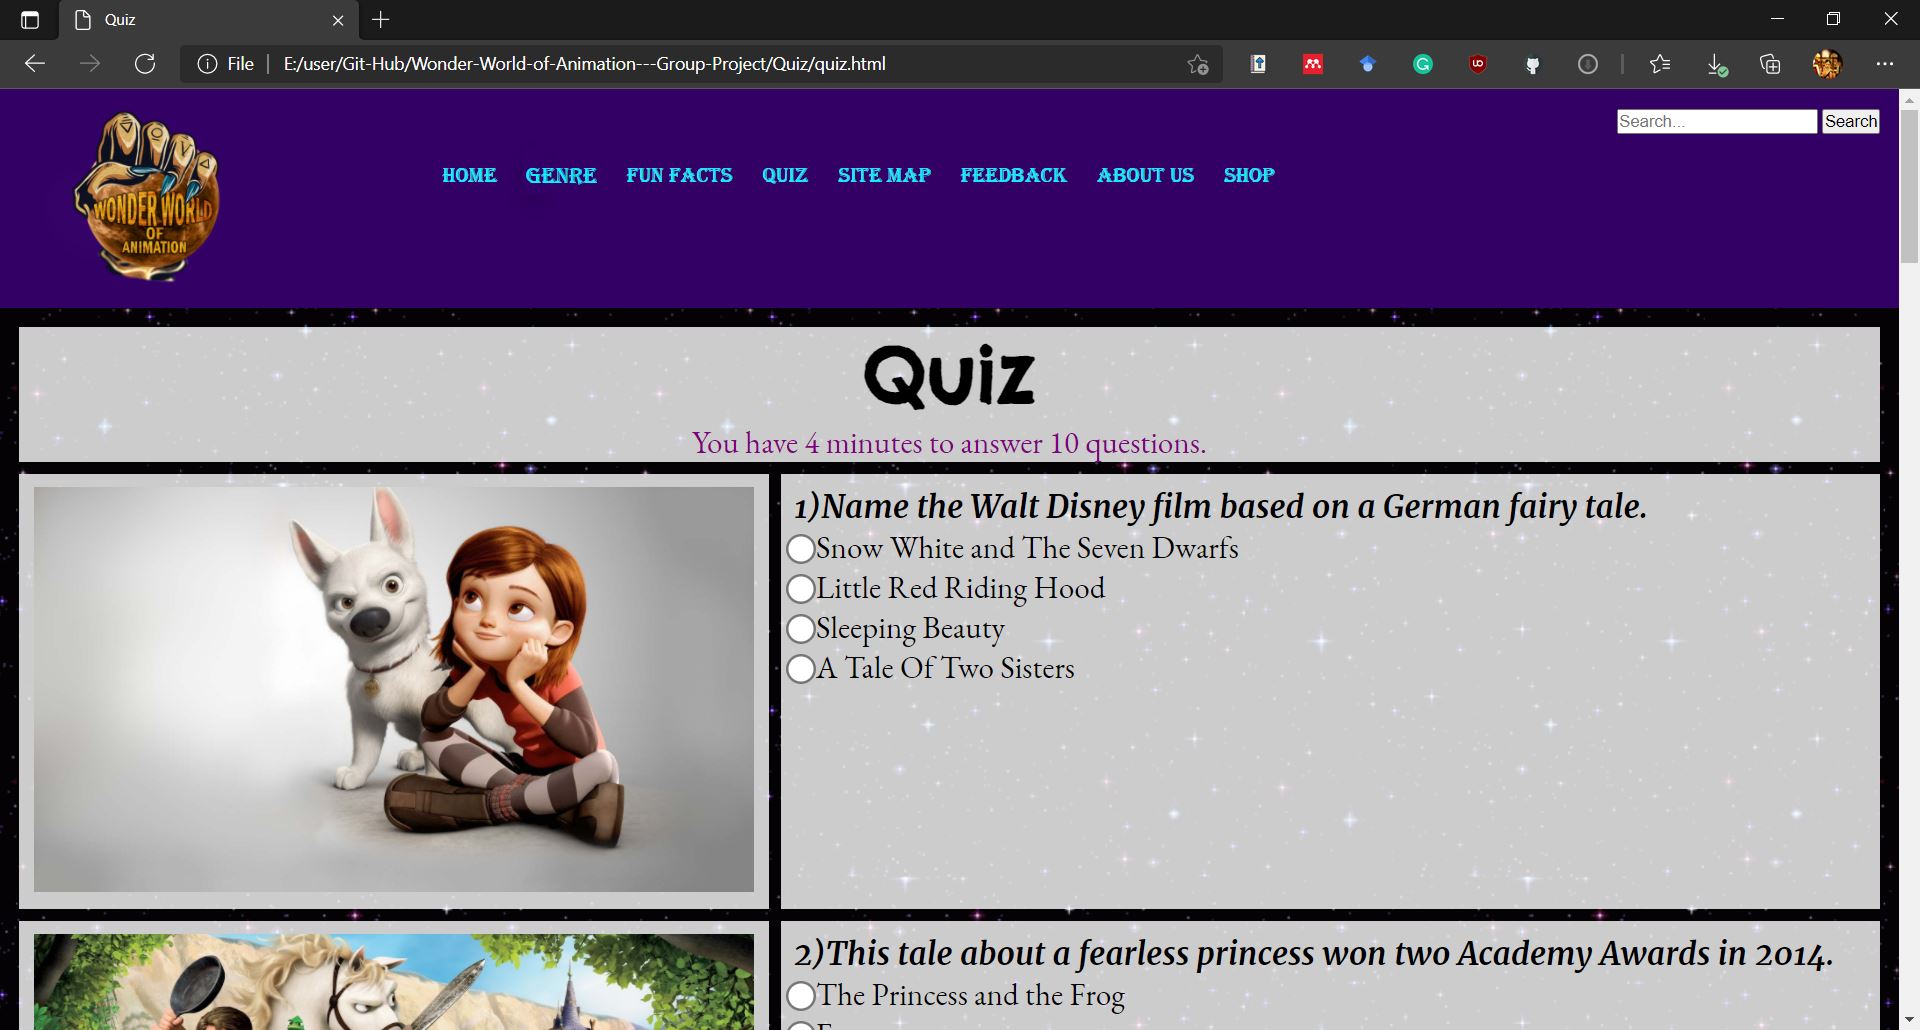 Quiz
File
E:/user/Git-Hub/Wonder-World-of-Animation---Group-Project/Quiz/quiz.html
WONDER WORLD
OF
ANIMATION
Search...
Search
HOME GENRE FUN FACTS QUIZ SITE MAP FEEDBACK ABOUT US SHOP
Quiz
You have 4 minutes to answer 10 questions.
1)Name the Walt Disney film based on a German fairy tale.
Snow White and The Seven Dwarfs
Little Red Riding Hood
Sleeping Beauty
A Tale Of Two Sisters
2)This tale about a fearless princess won two Academy Awards in 2014.
The Princess and the Frog